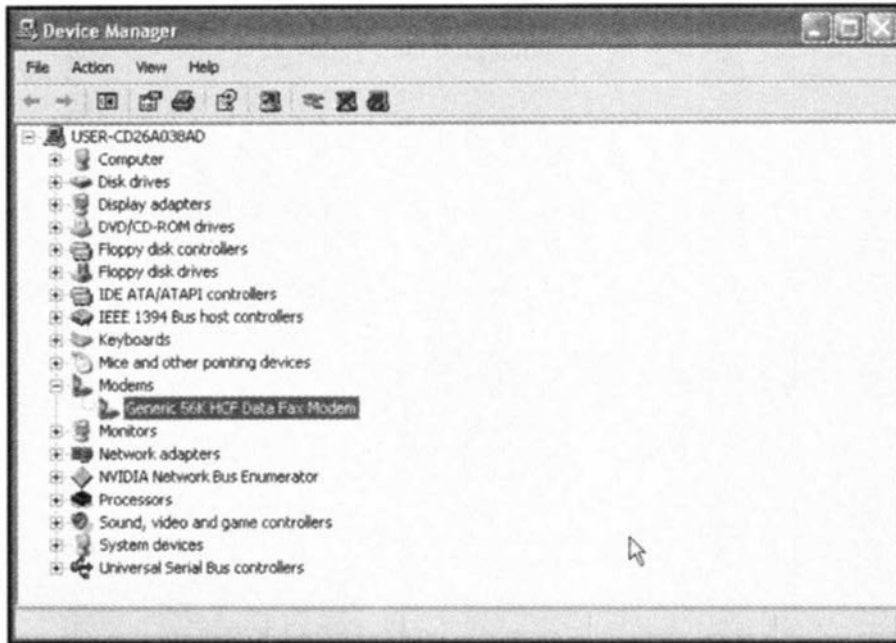 Device Manager
File Action View Help
USER-CD26A038AD
Computer
Disk drives
Display adapters
DVD/CD-ROM drives
Floppy disk controllers
Floppy disk drives
IDE ATA/ATAPI controllers
IEEE 1394 Bus host controllers
Keyboards
Mice and other pointing devices
Modems
Generic 56K HCF Data Fax Modem
Monitors
Network adapters
NVIDIA Network Bus Enumerator
Processors
Sound, video and game controllers
System devices
Universal Serial Bus controllers